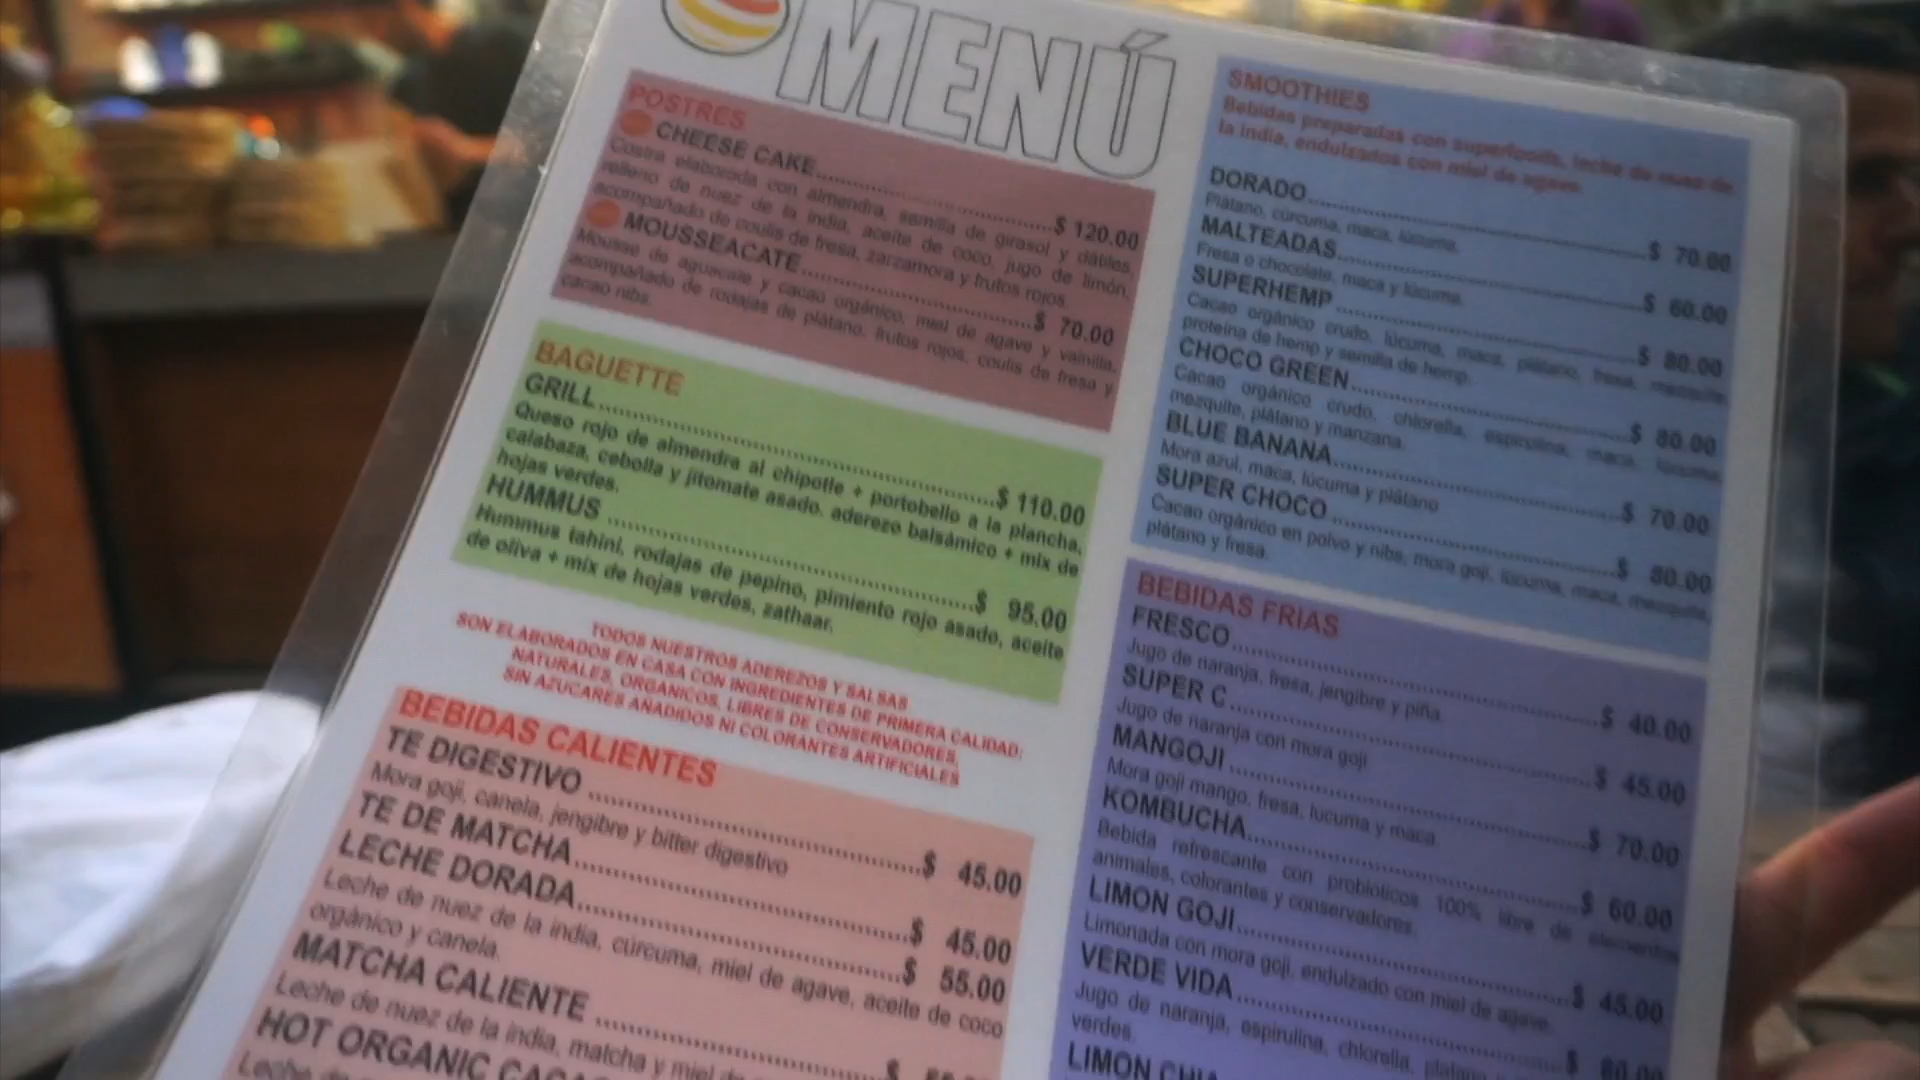 MENÚ
POSTRES
CHEESE CAKE..............................$ 120.00
Costra elaborada con almendra, semilla de girasol y dátiles,
relleno de nuez de la india, aceite de coco, jugo de limón,
acompañado de coulis de fresa, zarzamora y frutos rojos.
MOUSSEACATE..............................$ 70.00
Mousse de aguacate y cacao orgánico, miel de agave y vainilla,
acompañado de rodajas de plátano, frutos rojos, coulis de fresa y
cacao nibs.
BAGUETTE
GRILL..............................$ 110.00
Queso rojo de almendra al chipotle + portobello a la plancha,
calabaza, cebolla y jitomate asado. aderezo balsámico + mix de
hojas verdes.
HUMMUS ..............................$ 95.00
Hummus tahini, rodajas de pepino, pimiento rojo asado, aceite
de oliva + mix de hojas verdes, zathaar.
TODOS NUESTROS ADEREZOS Y SALSAS
SON ELABORADOS EN CASA CON INGREDIENTES DE PRIMERA CALIDAD:
NATURALES, ORGANICOS, LIBRES DE CONSERVADORES,
SIN AZUCARES AÑADIDOS NI COLORANTES ARTIFICIALES
BEBIDAS CALIENTES
TE DIGESTIVO ..............................$ 45.00
Mora goji, canela, jengibre y bitter digestivo
TE DE MATCHA..............................$ 45.00
LECHE DORADA..............................$ 55.00
Leche de nuez de la india, cúrcuma, miel de agave, aceite de coco
orgánico y canela.
MATCHA CALIENTE ..............................$
Leche de nuez de la india, matcha y miel
HOT ORGANIC
Leche de
SMOOTHIES
Bebidas preparadas con superfoods, leche de nuez de
la india, endulzados con miel de agave.
DORADO..............................$ 70.00
Plátano, cúrcuma, maca, lúcuma.
MALTEADAS..............................$ 60.00
Fresa o chocolate, maca y lúcuma.
SUPERHEMP ..............................$ 80.00
Cacao orgánico crudo, lúcuma, maca, plátano, fresa, mezquite,
proteína de hemp y semilla de hemp.
CHOCO GREEN..............................$ 80.00
Cacao orgánico crudo, chlorella, espirulina, maca, lúcuma,
mezquite, plátano y manzana.
BLUE BANANA..............................$ 70.00
Mora azul, maca, lúcuma y plátano
SUPER CHOCO..............................$ 80.00
Cacao orgánico en polvo y nibs, mora goji, lúcuma, maca, mezquite,
plátano y fresa.
BEBIDAS FRIAS
FRESCO..............................$ 40.00
Jugo de naranja, fresa, jengibre y piña.
SUPER C..............................$ 45.00
Jugo de naranja con mora goji
MANGOJI ..............................$ 70.00
Mora goji mango, fresa, lucuma y maca.
KOMBUCHA..............................$ 60.00
Bebida refrescante con probioticos 100% libre de elementos
animales, colorantes y conservadores.
LIMON GOJI..............................$ 45.00
Limonada con mora goji, endulzado con miel de agave.
VERDE VIDA..............................$
Jugo de naranja, espirulina, chlorella, platano
verdes.
LIMON CHIA